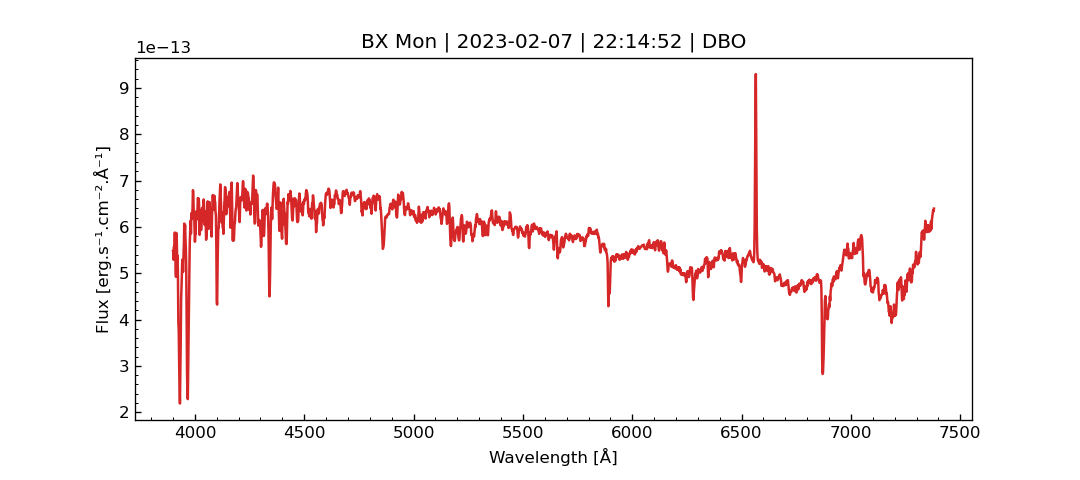 BX Mon | 2023-02-07 | 22:14:52 | DBO
1e−13
9
8
7
6
5
4
3
2
Flux [erg.s⁻¹.cm⁻².Å⁻¹]
4000 4500 5000 5500 6000 6500 7000 7500
Wavelength [Å]